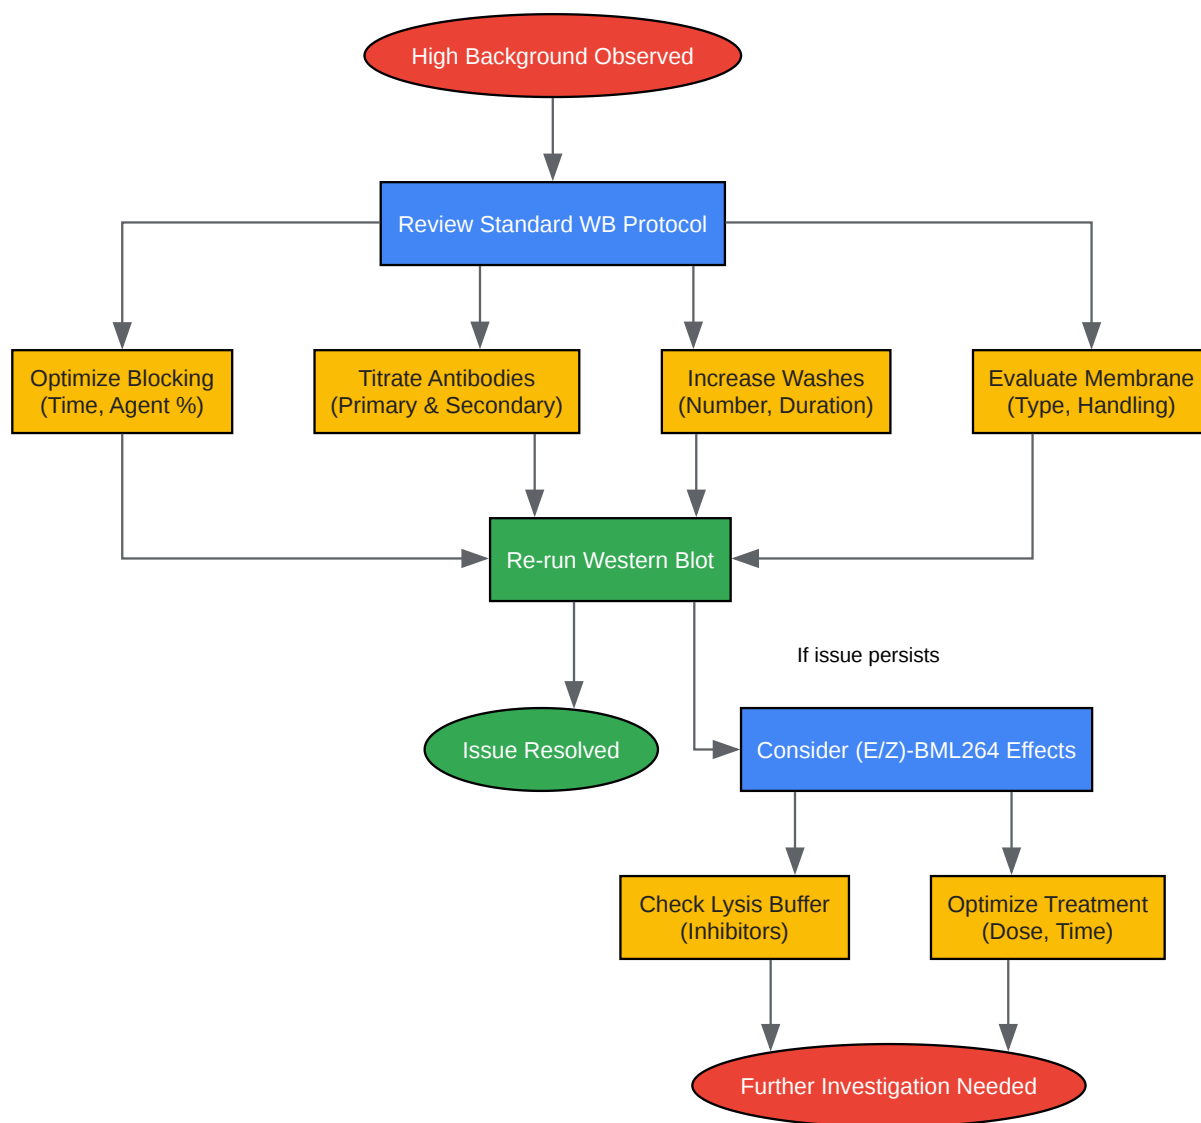 High Background Observed
Review Standard WB Protocol
Optimize Blocking
(Time, Agent %)
Titrate Antibodies
(Primary & Secondary)
Increase Washes
(Number, Duration)
Evaluate Membrane
(Type, Handling)
Re-run Western Blot
If issue persists
Issue Resolved
Consider (E/Z)-BML264 Effects
Check Lysis Buffer
(Inhibitors)
Optimize Treatment
(Dose, Time)
Further Investigation Needed